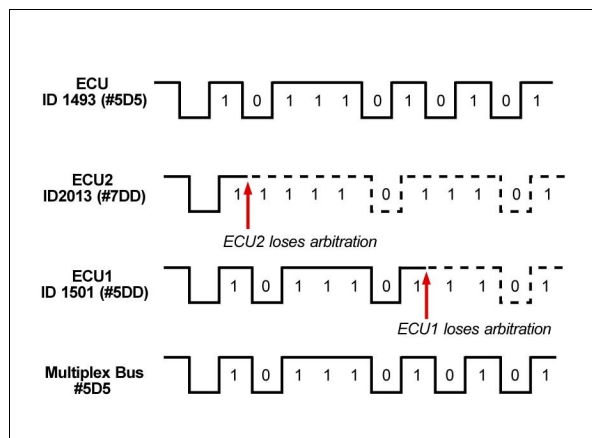 ECU
ID 1493 (#5D5)
1 0 1 1 1 0 1 0 1 0 1
ECU2
ID2013 (#7DD)
1 1 1 1 1 0 1 1 1 0 1
ECU2 loses arbitration
ECU1
ID 1501 (#5DD)
1 0 1 1 1 0 1 1 1 0 1
ECU1 loses arbitration
Multiplex Bus
#5D5
1 0 1 1 1 0 1 0 1 0 1